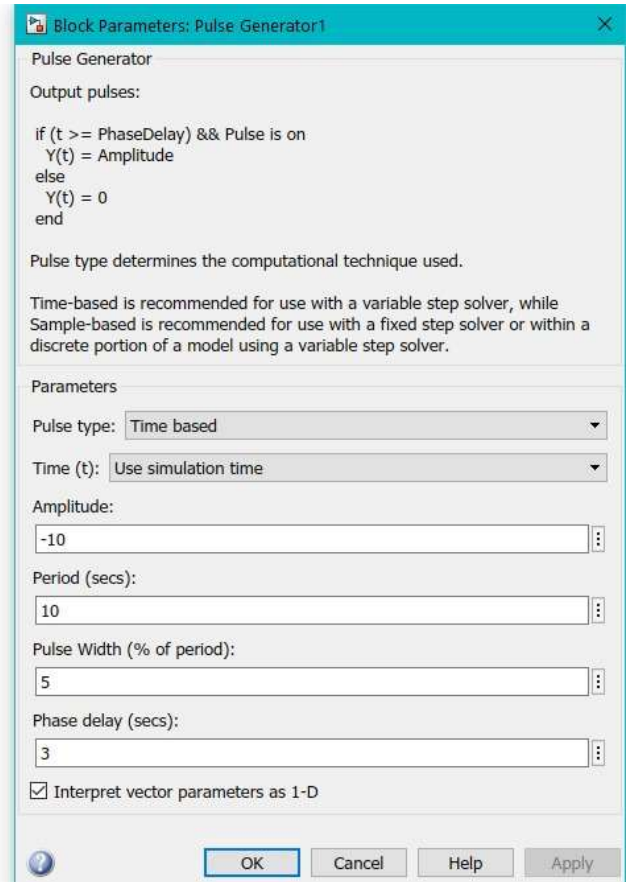 Block Parameters: Pulse Generator1
Pulse Generator
Output pulses:
if (t >= PhaseDelay) && Pulse is on
Y(t) = Amplitude
else
Y(t) = 0
end
Pulse type determines the computational technique used.
Time-based is recommended for use with a variable step solver, while
Sample-based is recommended for use with a fixed step solver or within a
discrete portion of a model using a variable step solver.
Parameters
Pulse type: Time based
Time (t): Use simulation time
Amplitude:
-10
Period (secs):
10
Pulse Width (% of period):
5
Phase delay (secs):
3
Interpret vector parameters as 1-D
OK Cancel Help Apply